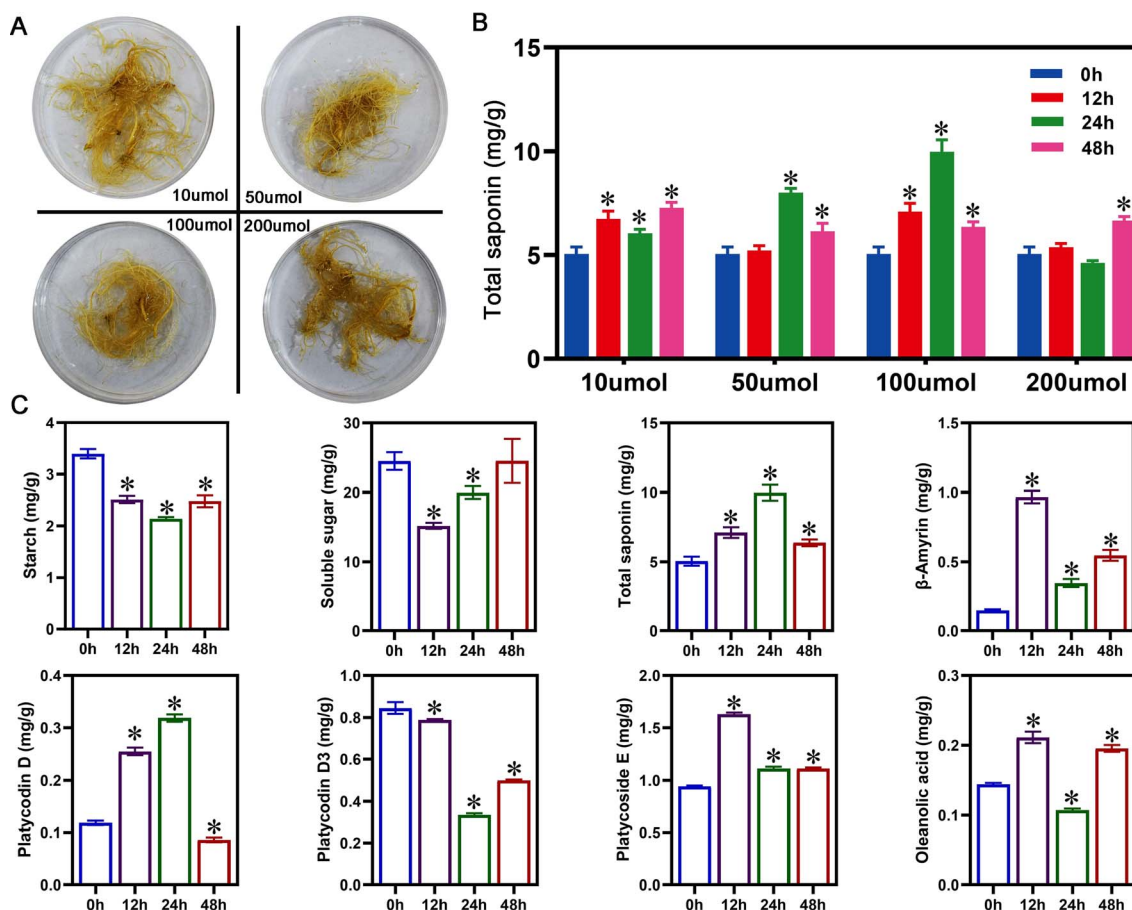 A
10umol
50umol
100umol
200umol
B
Total saponin (mg/g)
15
10
5
0
0h
12h
24h
48h
* * *
* *
* * *
*
10umol 50umol 100umol 200umol
C
Starch (mg/g)
4
3
2
1
0
* * *
0h 12h 24h 48h
Soluble sugar (mg/g)
30
20
10
0
* *
0h 12h 24h 48h
Total saponin (mg/g)
15
10
5
0
* * *
0h 12h 24h 48h
β-Amyrin (mg/g)
1.5
1.0
0.5
0.0
* * *
0h 12h 24h 48h
Platycodin D (mg/g)
0.4
0.3
0.2
0.1
0.0
* * *
0h 12h 24h 48h
Platycodin D3 (mg/g)
1.0
0.8
0.6
0.4
0.2
0.0
* * *
0h 12h 24h 48h
Platycoside E (mg/g)
2.0
1.5
1.0
0.5
0.0
* * *
0h 12h 24h 48h
Oleanolic acid (mg/g)
0.3
0.2
0.1
0.0
* * *
0h 12h 24h 48h